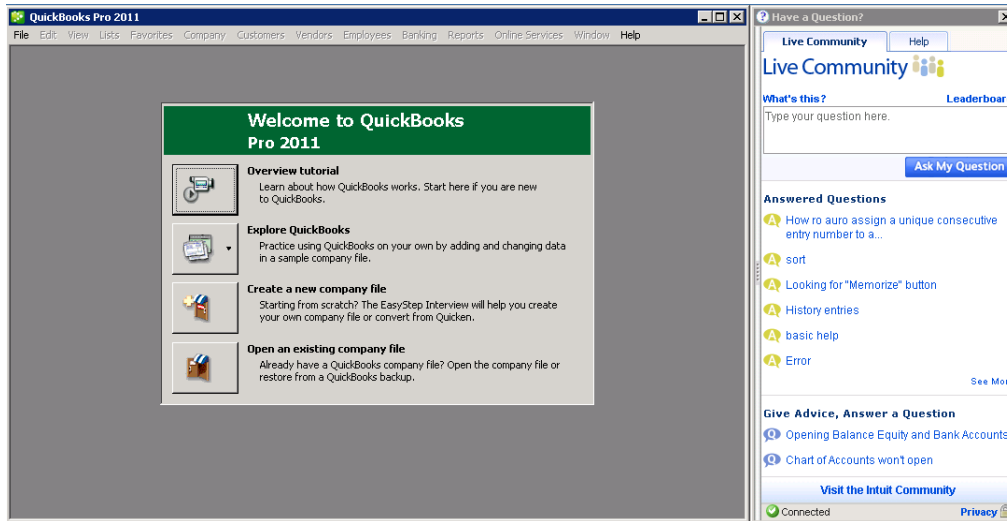 QuickBooks Pro 2011
File Edit View Lists Favorites Company Customers Vendors Employees Banking Reports Online Services Window Help
Welcome to QuickBooks
Pro 2011
Overview tutorial
Learn about how QuickBooks works. Start here if you are new
to QuickBooks.
Explore QuickBooks
Practice using QuickBooks on your own by adding and changing data
in a sample company file.
Create a new company file
Starting from scratch? The EasyStep Interview will help you create
your own company file or convert from Quicken.
Open an existing company file
Already have a QuickBooks company file? Open the company file or
restore from a QuickBooks backup.
Have a Question?
Live Community Help
Live Community
What's this? Leaderboar
Type your question here.
Ask My Question
Answered Questions
How ro auro assign a unique consecutive
entry number to a...
sort
Looking for "Memorize" button
History entries
basic help
Error
See Mor
Give Advice, Answer a Question
Opening Balance Equity and Bank Accounts
Chart of Accounts won't open
Visit the Intuit Community
Connected Privacy